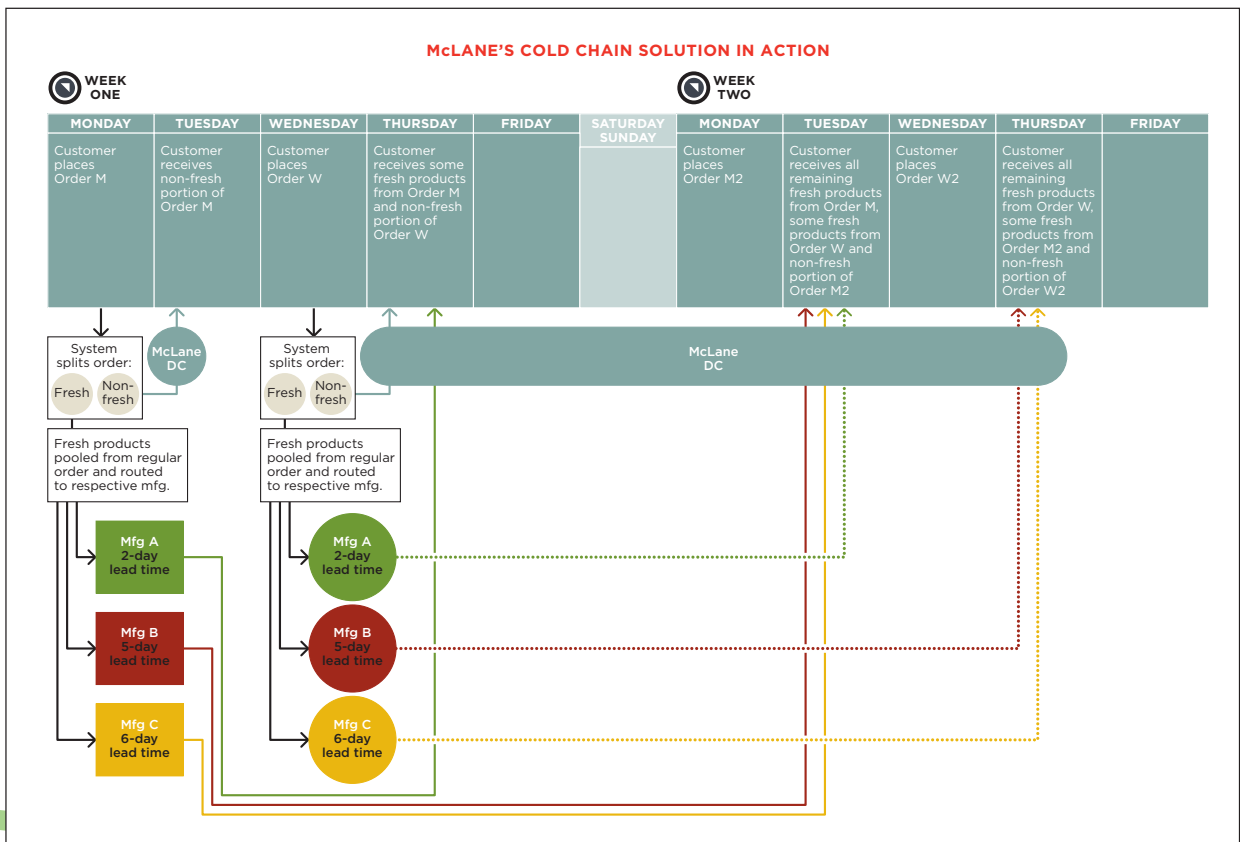 McLANE'S COLD CHAIN SOLUTION IN ACTION
WEEK
ONE
WEEK
TWO
MONDAY
TUESDAY
WEDNESDAY
THURSDAY
FRIDAY
SATURDAY
SUNDAY
MONDAY
TUESDAY
WEDNESDAY
THURSDAY
FRIDAY
Customer
places
Order M
Customer
receives
non-fresh
portion of
Order M
Customer
places
Order W
Customer
receives some
fresh products
from Order M
and non-fresh
portion of
Order W
Customer
places
Order M2
Customer
receives all
remaining
fresh products
from Order M,
some fresh
products from
Order W and
non-fresh
portion of
Order M2
Customer
places
Order W2
Customer
receives all
remaining
fresh products
from Order W,
some fresh
products from
Order M2 and
non-fresh
portion of
Order W2
System
splits order:
Fresh
Non-
fresh
McLane
DC
System
splits order:
Fresh
Non-
fresh
McLane
DC
Fresh products
pooled from regular
order and routed
to respective mfg.
Fresh products
pooled from regular
order and routed
to respective mfg.
Mfg A
2-day
lead time
Mfg A
2-day
lead time
Mfg B
5-day
lead time
Mfg B
5-day
lead time
Mfg C
6-day
lead time
Mfg C
6-day
lead time